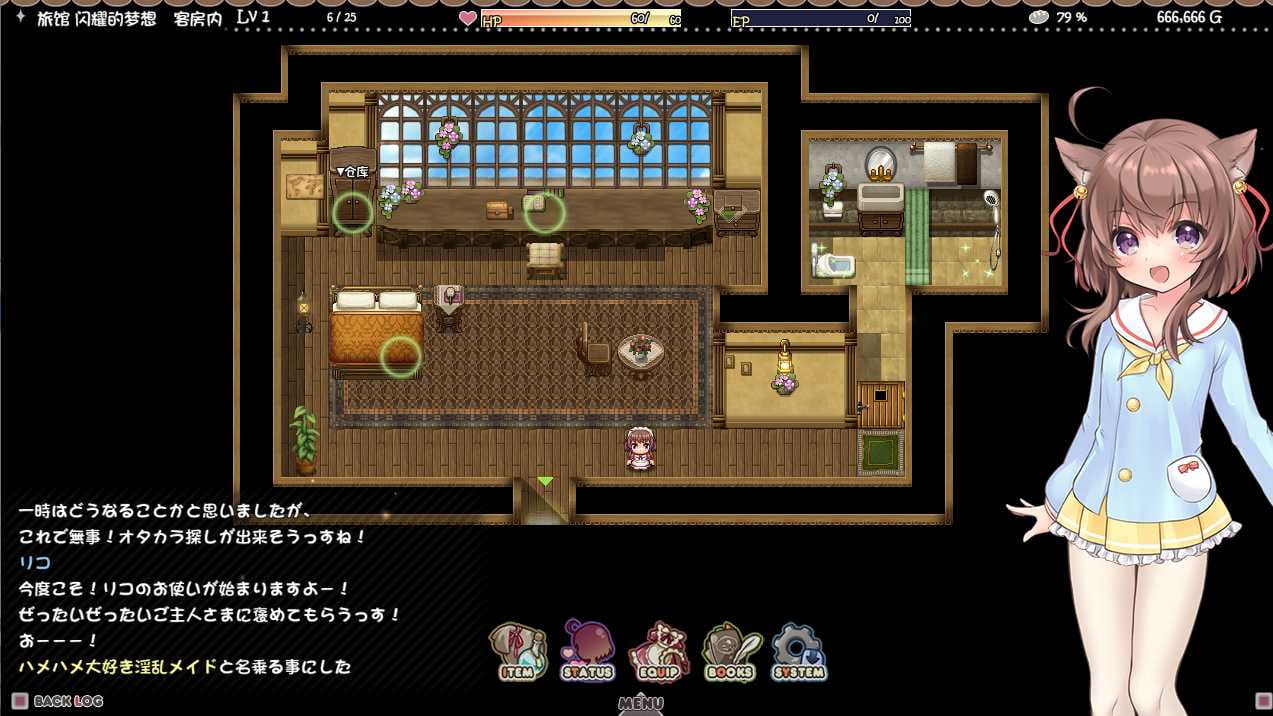 旅馆 闪耀的梦想 客房内 LV 1 6 / 25 HP 60/ 60 EP 0/ 100 79 % 666,666 G
▼仓库
一時はどうなることかと思いましたが、
これで無事！オタカラ探しが出来そうっすね！
リコ
今度こそ！リコのお使いが始まりますよー！
ぜったいぜったいご主人さまに褒めてもらうっす！
おーーー！
ハメハメ大好き淫乱メイドと名乗る事にした
ITEM STATUS EQUIP BOOKS SYSTEM
BACK LOG MENU